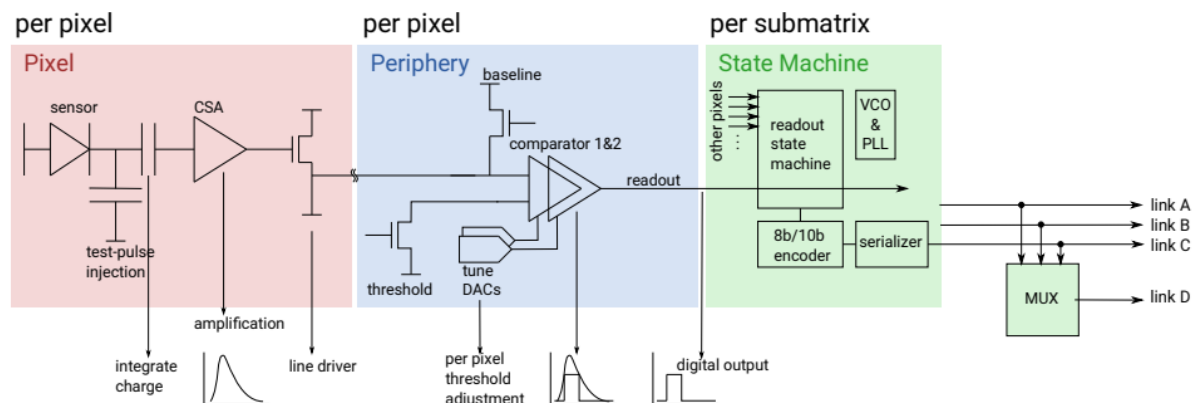 per pixel
per pixel
per submatrix
Pixel
Periphery
State Machine
sensor
CSA
baseline
comparator 1&2
other pixels
...
readout
state
machine
VCO
&
PLL
readout
test-pulse
injection
threshold
tune
DACs
8b/10b
encoder
serializer
link A
link B
link C
MUX
link D
amplification
integrate
charge
line driver
per pixel
threshold
adjustment
digital output